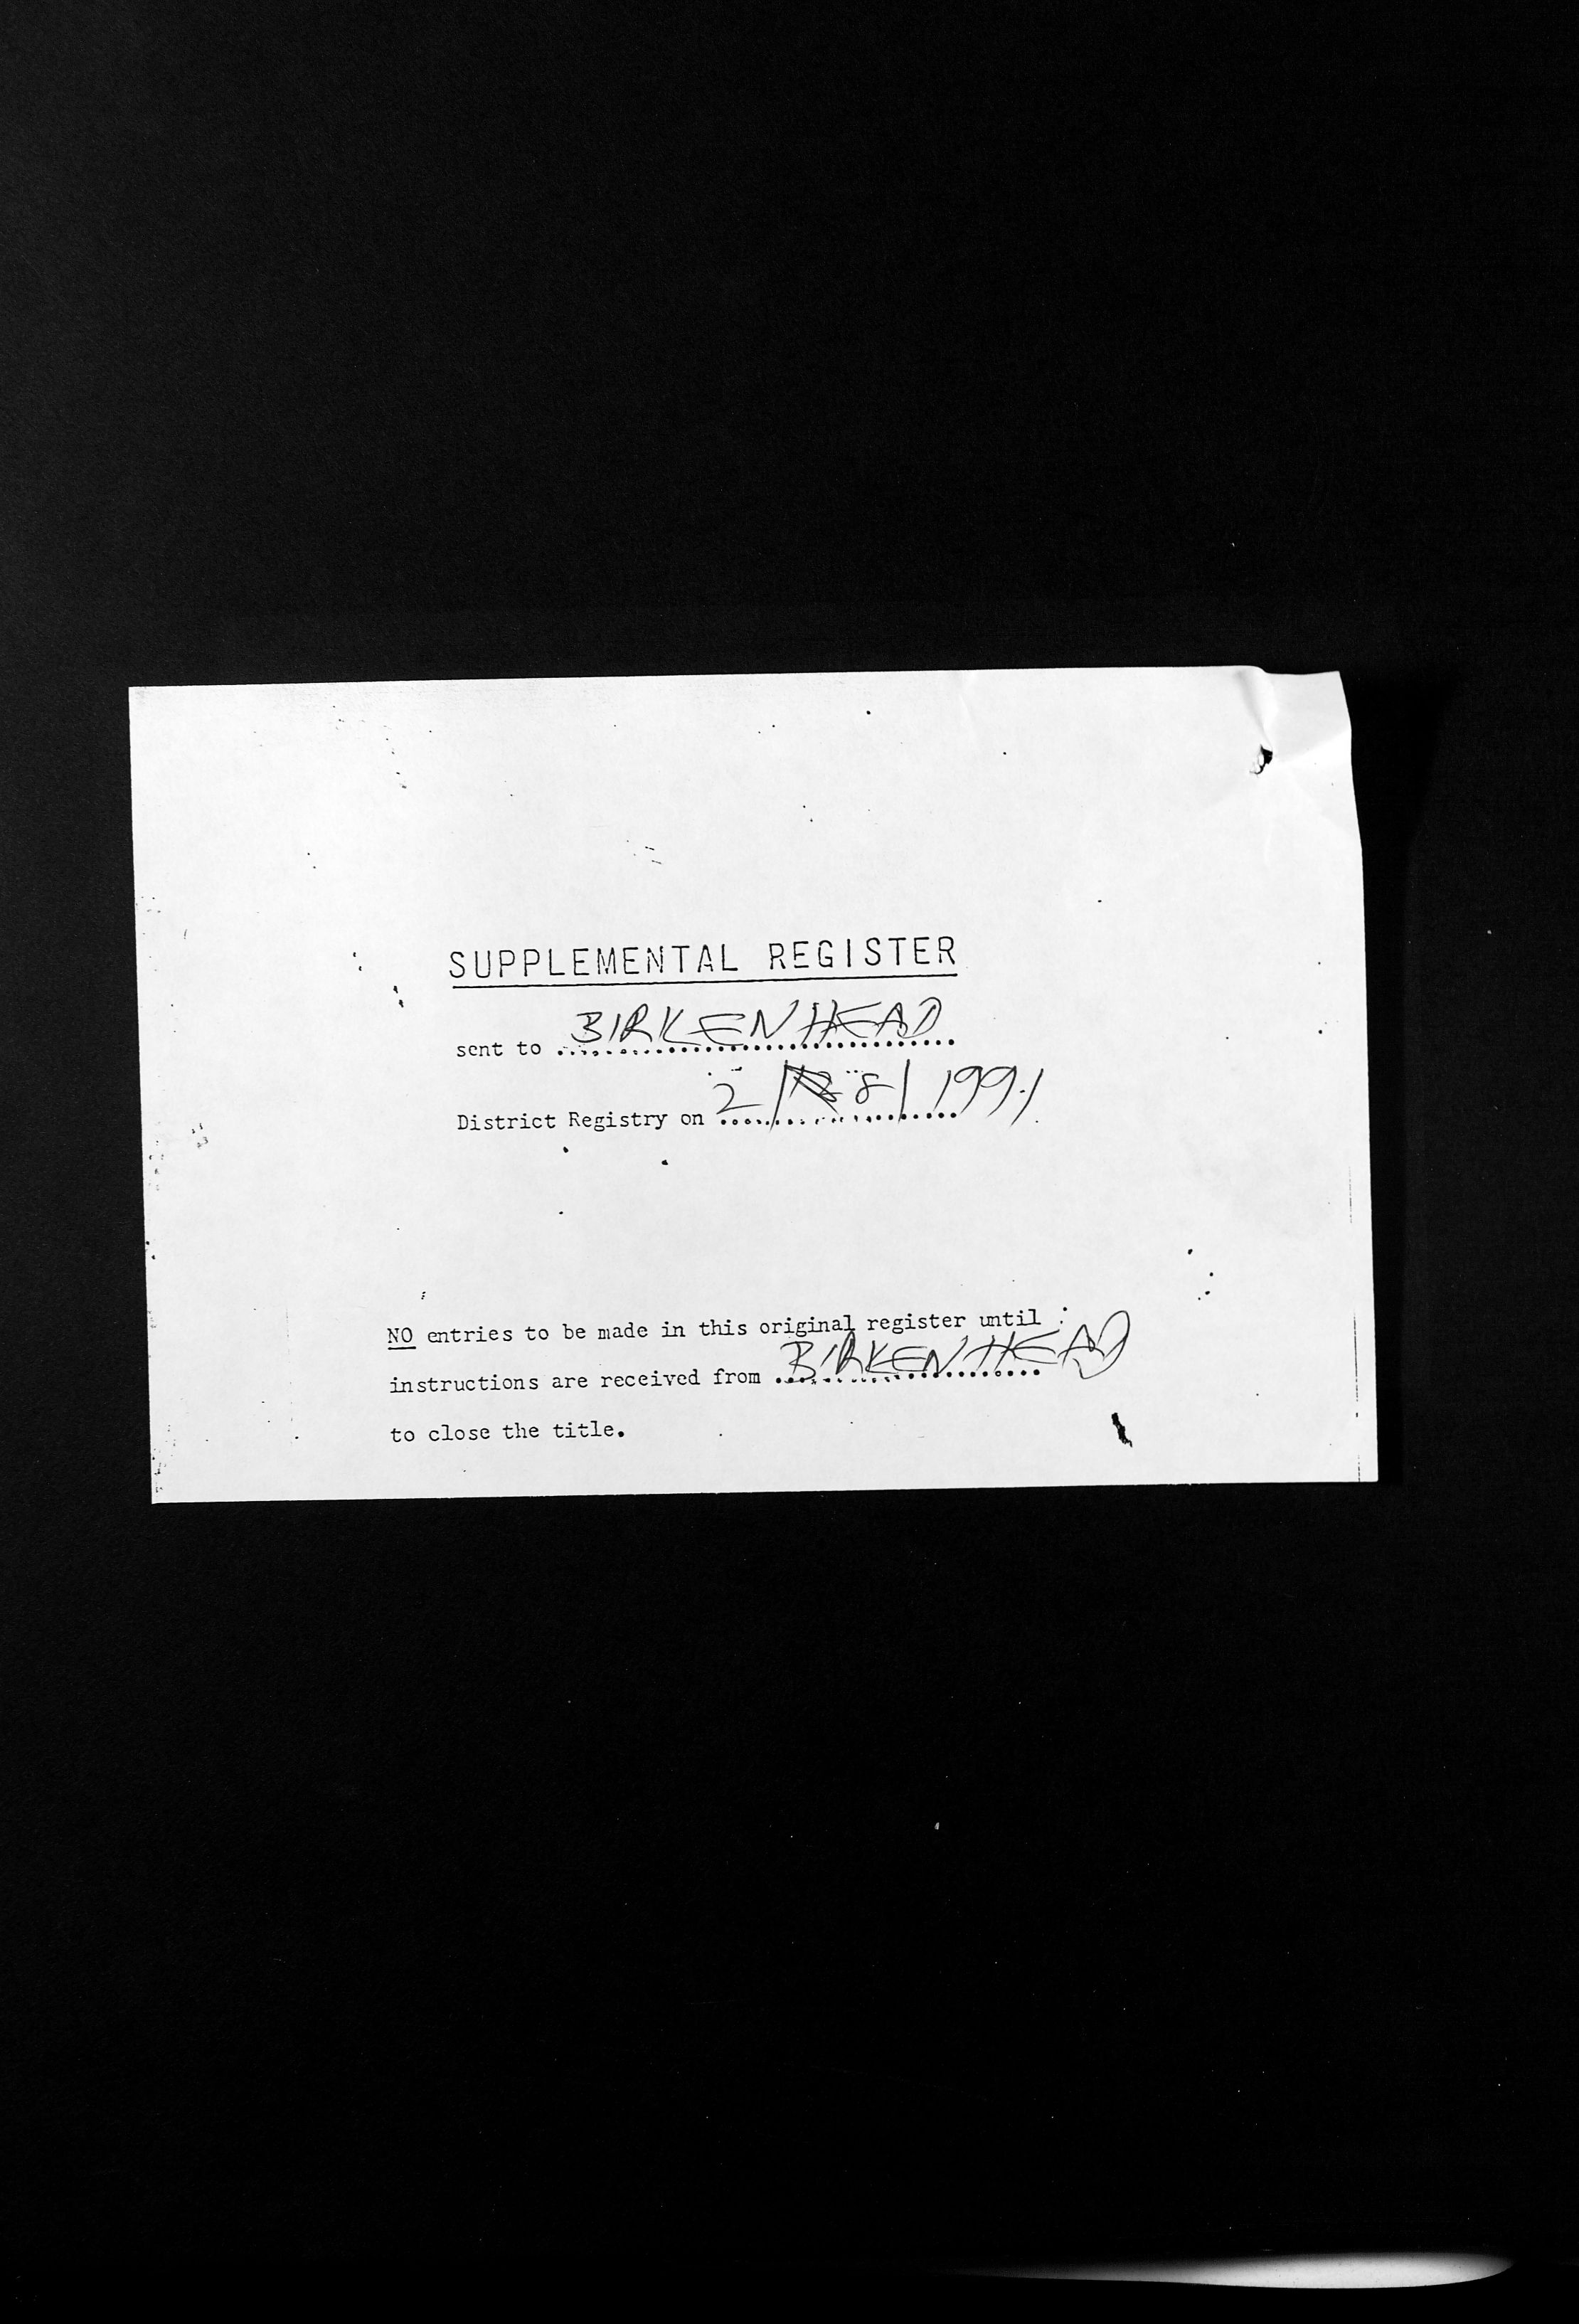 SUPPLEMENTAL REGISTER
sent to BIRKENHEAD
District Registry on 2/8/1991
NO entries to be made in this original register until
instructions are received from BIRKENHEAD
to close the title.